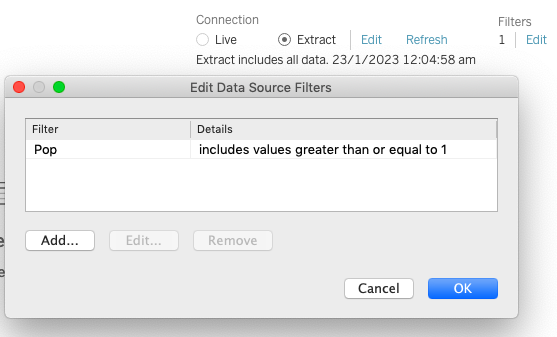 Connection
Filters
Live
Extract
Edit
Refresh
1
Edit
Extract includes all data. 23/1/2023 12:04:58 am
Edit Data Source Filters
Filter
Details
Pop
includes values greater than or equal to 1
Add...
Edit...
Remove
Cancel
OK